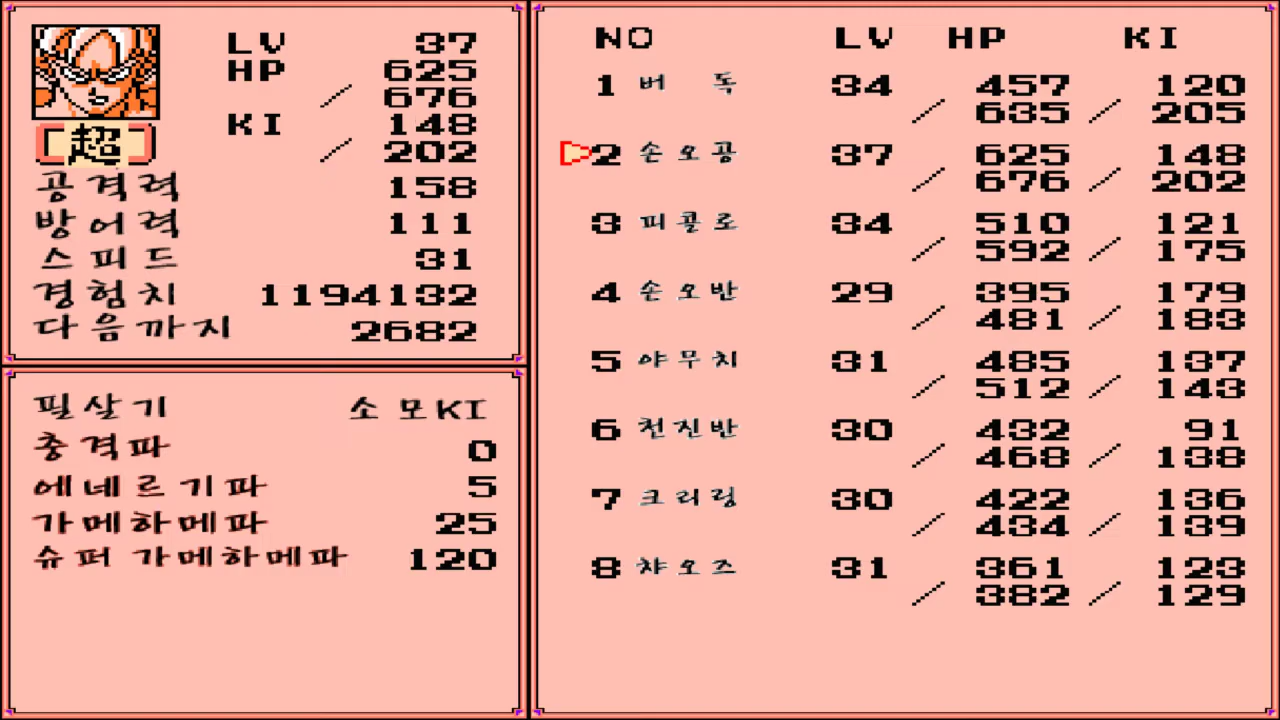 LV 37
HP 625
/ 676
KI 148
/ 202
超
공격력 158
방어력 111
스피드 31
경험치 1194132
다음까지 2682
필살기 소모KI
충격파 0
에네르기파 5
가메하메파 25
슈퍼 가메하메파 120
NO LV HP KI
1 버독 34 457 120
/ 635 / 205
2 손오공 37 625 148
/ 676 / 202
3 피콜로 34 510 121
/ 592 / 175
4 손오반 29 395 179
/ 481 / 183
5 야무치 31 485 137
/ 512 / 143
6 천진반 30 432 91
/ 468 / 138
7 크리링 30 422 136
/ 434 / 139
8 챠오즈 31 361 123
/ 382 / 129